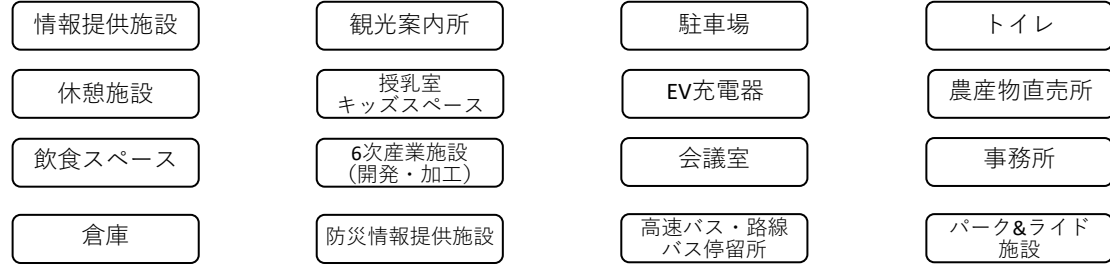 情報提供施設
観光案内所
駐車場
トイレ
休憩施設
授乳室
キッズスペース
EV充電器
農産物直売所
飲食スペース
6次産業施設
(開発・加工)
会議室
事務所
倉庫
防災情報提供施設
高速バス・路線
バス停留所
パーク&ライド
施設